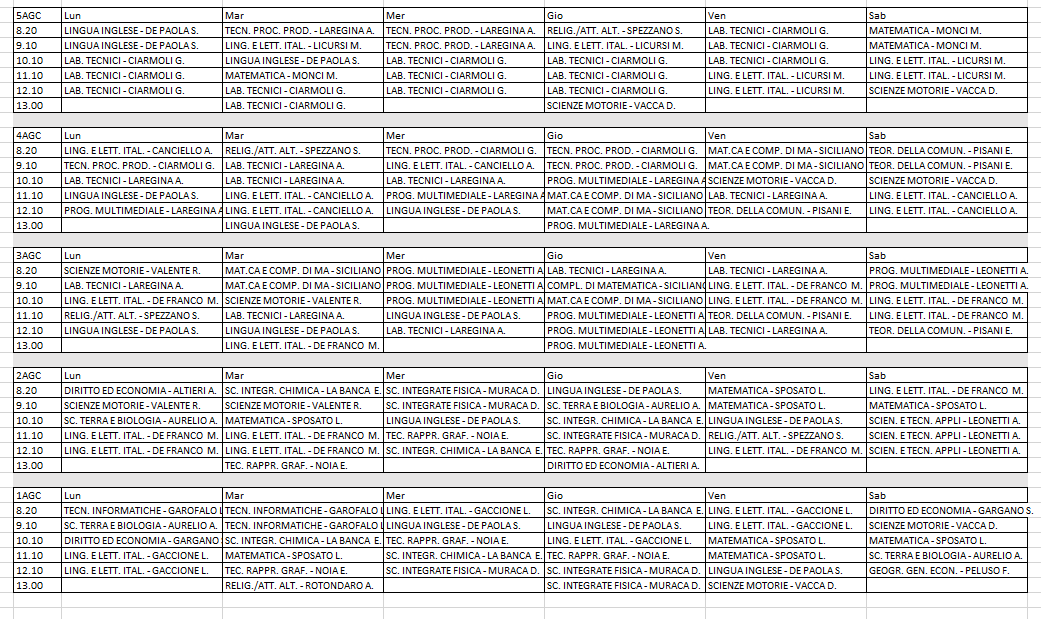 5AGC Lun Mar Mer Gio Ven Sab
8.20 LINGUA INGLESE - DE PAOLA S. TECN. PROC. PROD. - LAREGINA A. TECN. PROC. PROD. - LAREGINA A. RELIG./ATT. ALT. - SPEZZANO S. LAB. TECNICI - CIARMOLI G. MATEMATICA - MONCI M.
9.10 LINGUA INGLESE - DE PAOLA S. LING. E LETT. ITAL. - LICURSI M. TECN. PROC. PROD. - LAREGINA A. LING. E LETT. ITAL. - LICURSI M. LAB. TECNICI - CIARMOLI G. MATEMATICA - MONCI M.
10.10 LAB. TECNICI - CIARMOLI G. LINGUA INGLESE - DE PAOLA S. LAB. TECNICI - CIARMOLI G. LAB. TECNICI - CIARMOLI G. LAB. TECNICI - CIARMOLI G. LING. E LETT. ITAL. - LICURSI M.
11.10 LAB. TECNICI - CIARMOLI G. MATEMATICA - MONCI M. LAB. TECNICI - CIARMOLI G. LAB. TECNICI - CIARMOLI G. LING. E LETT. ITAL. - LICURSI M. LING. E LETT. ITAL. - LICURSI M.
12.10 LAB. TECNICI - CIARMOLI G. LAB. TECNICI - CIARMOLI G. LAB. TECNICI - CIARMOLI G. LAB. TECNICI - CIARMOLI G. LING. E LETT. ITAL. - LICURSI M. SCIENZE MOTORIE - VACCA D.
13.00 LAB. TECNICI - CIARMOLI G. SCIENZE MOTORIE - VACCA D.
4AGC Lun Mar Mer Gio Ven Sab
8.20 LING. E LETT. ITAL. - CANCIELLO A. RELIG./ATT. ALT. - SPEZZANO S. TECN. PROC. PROD. - CIARMOLI G. TECN. PROC. PROD. - CIARMOLI G. MAT.CA E COMP. DI MA - SICILIANO TEOR. DELLA COMUN. - PISANI E.
9.10 TECN. PROC. PROD. - CIARMOLI G. LAB. TECNICI - LAREGINA A. LING. E LETT. ITAL. - CANCIELLO A. TECN. PROC. PROD. - CIARMOLI G. MAT.CA E COMP. DI MA - SICILIANO TEOR. DELLA COMUN. - PISANI E.
10.10 LAB. TECNICI - LAREGINA A. LAB. TECNICI - LAREGINA A. LAB. TECNICI - LAREGINA A. PROG. MULTIMEDIALE - LAREGINA A SCIENZE MOTORIE - VACCA D. SCIENZE MOTORIE - VACCA D.
11.10 LINGUA INGLESE - DE PAOLA S. LING. E LETT. ITAL. - CANCIELLO A. PROG. MULTIMEDIALE - LAREGINA A MAT.CA E COMP. DI MA - SICILIANO LAB. TECNICI - LAREGINA A. LING. E LETT. ITAL. - CANCIELLO A.
12.10 PROG. MULTIMEDIALE - LAREGINA A LING. E LETT. ITAL. - CANCIELLO A. LINGUA INGLESE - DE PAOLA S. MAT.CA E COMP. DI MA - SICILIANO TEOR. DELLA COMUN. - PISANI E. LING. E LETT. ITAL. - CANCIELLO A.
13.00 LINGUA INGLESE - DE PAOLA S. PROG. MULTIMEDIALE - LAREGINA A.
3AGC Lun Mar Mer Gio Ven Sab
8.20 SCIENZE MOTORIE - VALENTE R. MAT.CA E COMP. DI MA - SICILIANO PROG. MULTIMEDIALE - LEONETTI A LAB. TECNICI - LAREGINA A. LAB. TECNICI - LAREGINA A. PROG. MULTIMEDIALE - LEONETTI A.
9.10 LAB. TECNICI - LAREGINA A. MAT.CA E COMP. DI MA - SICILIANO PROG. MULTIMEDIALE - LEONETTI A COMPL. DI MATEMATICA - SICILIANO LING. E LETT. ITAL. - DE FRANCO M. PROG. MULTIMEDIALE - LEONETTI A.
10.10 LING. E LETT. ITAL. - DE FRANCO M. SCIENZE MOTORIE - VALENTE R. PROG. MULTIMEDIALE - LEONETTI A MAT.CA E COMP. DI MA - SICILIANO LING. E LETT. ITAL. - DE FRANCO M. LING. E LETT. ITAL. - DE FRANCO M.
11.10 RELIG./ATT. ALT. - SPEZZANO S. LAB. TECNICI - LAREGINA A. LINGUA INGLESE - DE PAOLA S. PROG. MULTIMEDIALE - LEONETTI A TEOR. DELLA COMUN. - PISANI E. LING. E LETT. ITAL. - DE FRANCO M.
12.10 LINGUA INGLESE - DE PAOLA S. LINGUA INGLESE - DE PAOLA S. LAB. TECNICI - LAREGINA A. PROG. MULTIMEDIALE - LEONETTI A LAB. TECNICI - LAREGINA A. TEOR. DELLA COMUN. - PISANI E.
13.00 LING. E LETT. ITAL. - DE FRANCO M. PROG. MULTIMEDIALE - LEONETTI A.
2AGC Lun Mar Mer Gio Ven Sab
8.20 DIRITTO ED ECONOMIA - ALTIERI A. SC. INTEGR. CHIMICA - LA BANCA E. SC. INTEGRATE FISICA - MURACA D. LINGUA INGLESE - DE PAOLA S. MATEMATICA - SPOSATO L. LING. E LETT. ITAL. - DE FRANCO M.
9.10 SCIENZE MOTORIE - VALENTE R. SCIENZE MOTORIE - VALENTE R. SC. INTEGRATE FISICA - MURACA D. SC. TERRA E BIOLOGIA - AURELIO A. MATEMATICA - SPOSATO L. MATEMATICA - SPOSATO L.
10.10 SC. TERRA E BIOLOGIA - AURELIO A. MATEMATICA - SPOSATO L. LINGUA INGLESE - DE PAOLA S. SC. INTEGR. CHIMICA - LA BANCA E. LINGUA INGLESE - DE PAOLA S. SCIEN. E TECN. APPLI - LEONETTI A.
11.10 LING. E LETT. ITAL. - DE FRANCO M. LING. E LETT. ITAL. - DE FRANCO M. TEC. RAPPR. GRAF. - NOIA E. SC. INTEGRATE FISICA - MURACA D. RELIG./ATT. ALT. - SPEZZANO S. SCIEN. E TECN. APPLI - LEONETTI A.
12.10 LING. E LETT. ITAL. - DE FRANCO M. LING. E LETT. ITAL. - DE FRANCO M. SC. INTEGR. CHIMICA - LA BANCA E. TEC. RAPPR. GRAF. - NOIA E. LING. E LETT. ITAL. - DE FRANCO M. SCIEN. E TECN. APPLI - LEONETTI A.
13.00 TEC. RAPPR. GRAF. - NOIA E. DIRITTO ED ECONOMIA - ALTIERI A.
1AGC Lun Mar Mer Gio Ven Sab
8.20 TECN. INFORMATICHE - GAROFALO L TECN. INFORMATICHE - GAROFALO L LING. E LETT. ITAL. - GACCIONE L. SC. INTEGR. CHIMICA - LA BANCA E. LING. E LETT. ITAL. - GACCIONE L. DIRITTO ED ECONOMIA - GARGANO S.
9.10 SC. TERRA E BIOLOGIA - AURELIO A. TECN. INFORMATICHE - GAROFALO L LINGUA INGLESE - DE PAOLA S. LINGUA INGLESE - DE PAOLA S. LING. E LETT. ITAL. - GACCIONE L. SCIENZE MOTORIE - VACCA D.
10.10 DIRITTO ED ECONOMIA - GARGANO SC. INTEGR. CHIMICA - LA BANCA E. TEC. RAPPR. GRAF. - NOIA E. LING. E LETT. ITAL. - GACCIONE L. MATEMATICA - SPOSATO L. MATEMATICA - SPOSATO L.
11.10 LING. E LETT. ITAL. - GACCIONE L. MATEMATICA - SPOSATO L. SC. INTEGR. CHIMICA - LA BANCA E. TEC. RAPPR. GRAF. - NOIA E. MATEMATICA - SPOSATO L. SC. TERRA E BIOLOGIA - AURELIO A.
12.10 LING. E LETT. ITAL. - GACCIONE L. TEC. RAPPR. GRAF. - NOIA E. SC. INTEGRATE FISICA - MURACA D. SC. INTEGRATE FISICA - MURACA D. LINGUA INGLESE - DE PAOLA S. GEOGR. GEN. ECON. - PELUSO F.
13.00 RELIG./ATT. ALT. - ROTONDARO A. SC. INTEGRATE FISICA - MURACA D. SCIENZE MOTORIE - VACCA D.